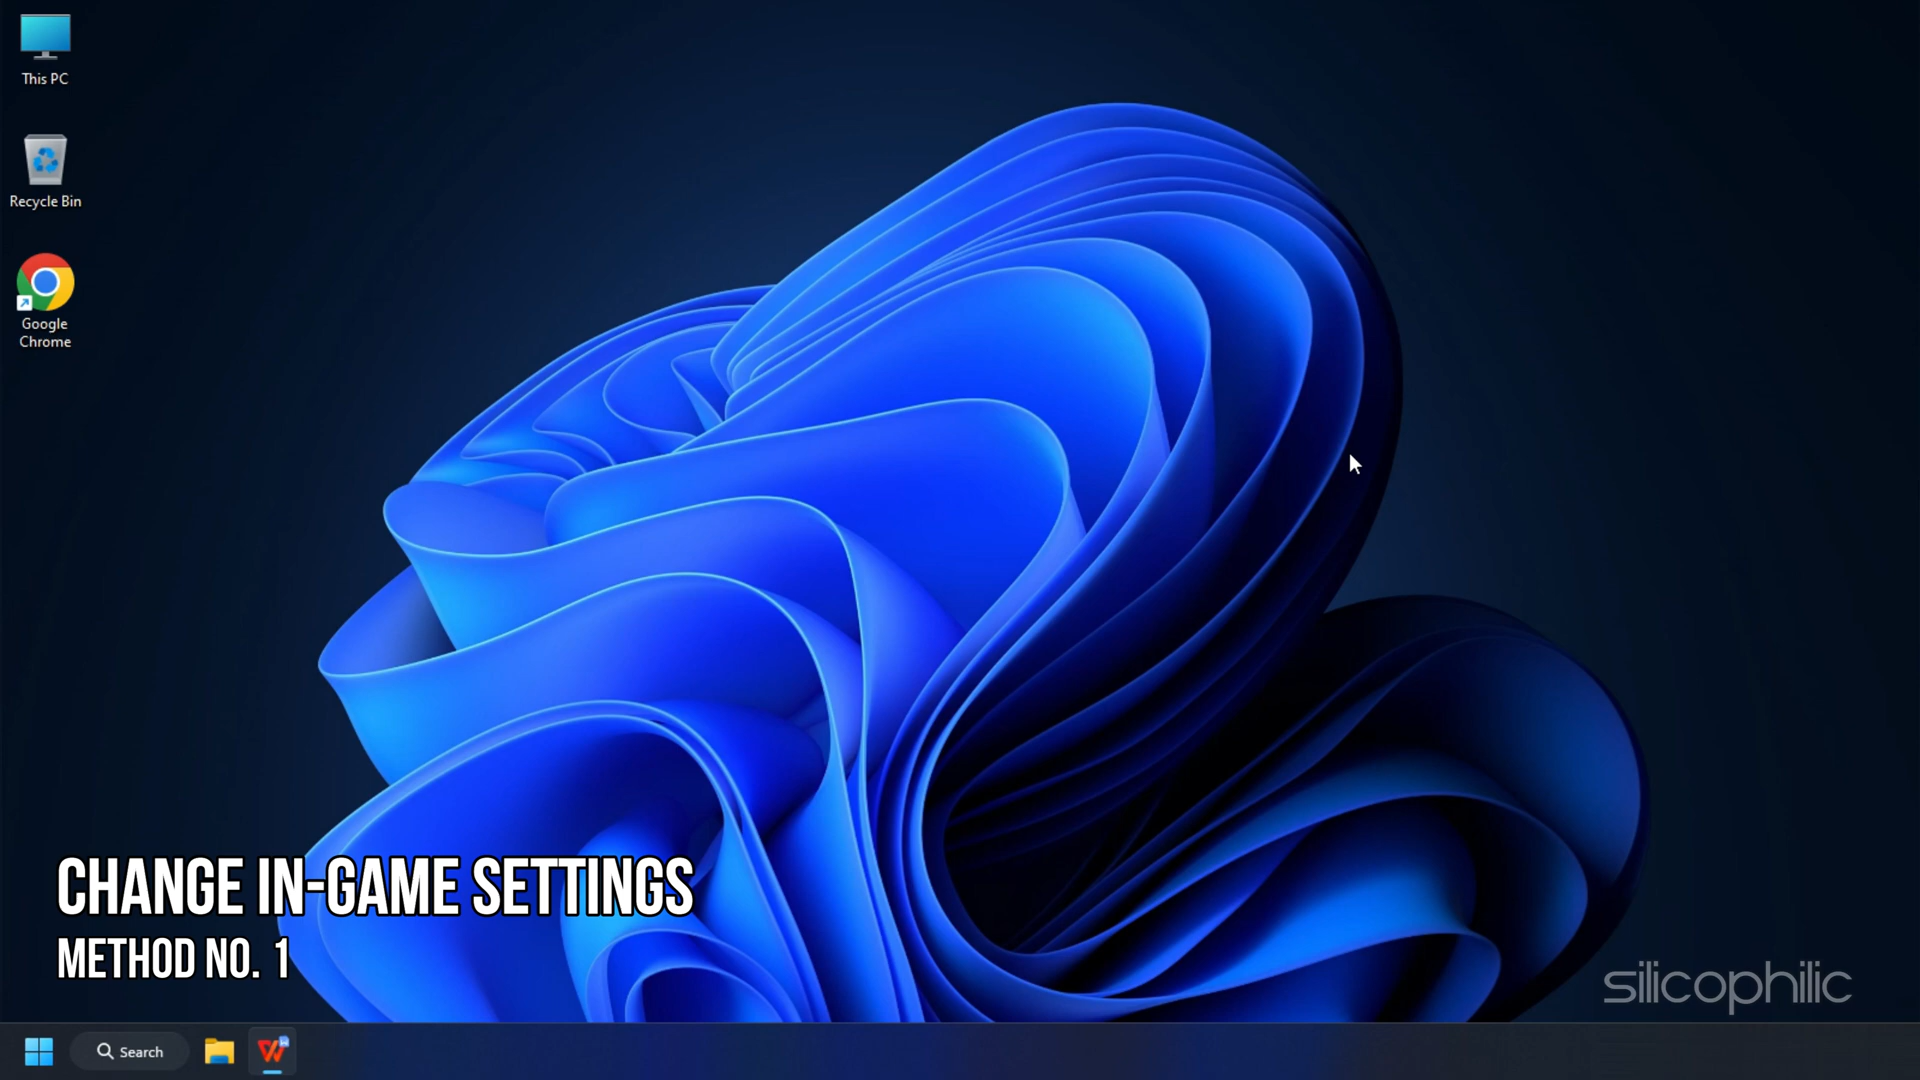 This PC
Recycle Bin
Google
Chrome
CHANGE IN-GAME SETTINGS
METHOD NO. 1
silicophilic
Search